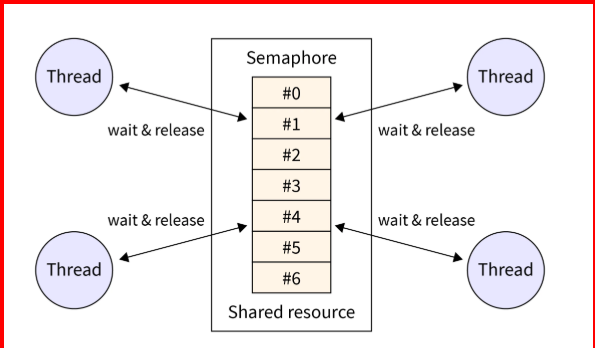 Semaphore
Thread
Thread
#0
#1
wait & release
wait & release
#2
#3
wait & release
wait & release
#4
#5
Thread
Thread
#6
Shared resource